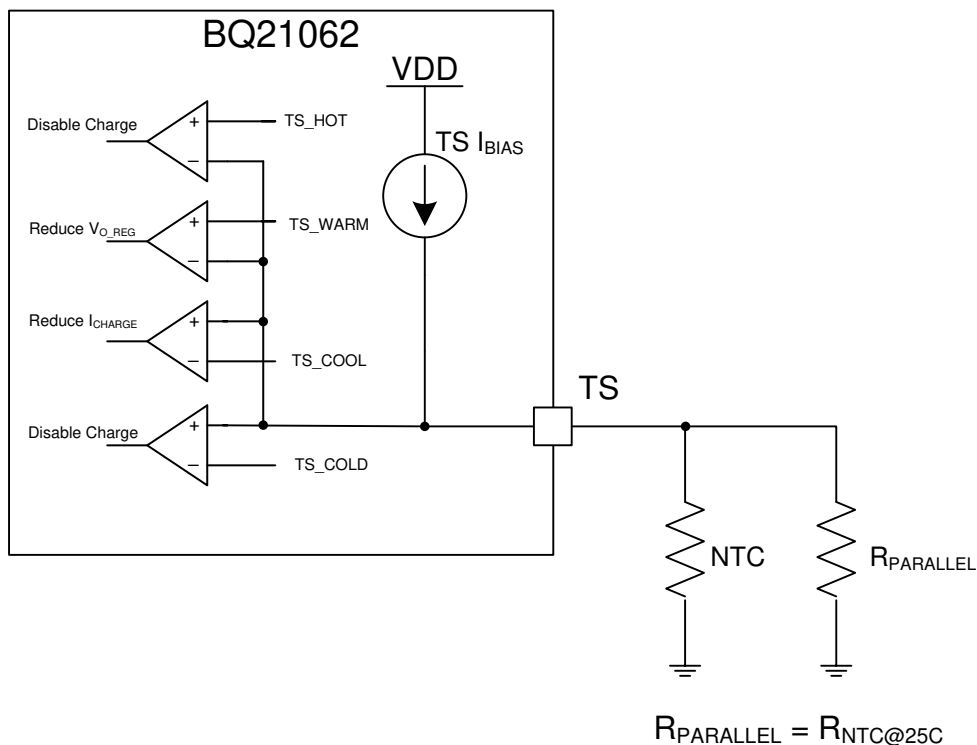 BQ21062
VDD
Disable Charge
+
TS_HOT
−
TS I_BIAS
Reduce V_O_REG
+
TS_WARM
−
Reduce I_CHARGE
+
−
TS_COOL
TS
Disable Charge
+
−
TS_COLD
NTC
R_PARALLEL
R_PARALLEL = R_NTC@25C